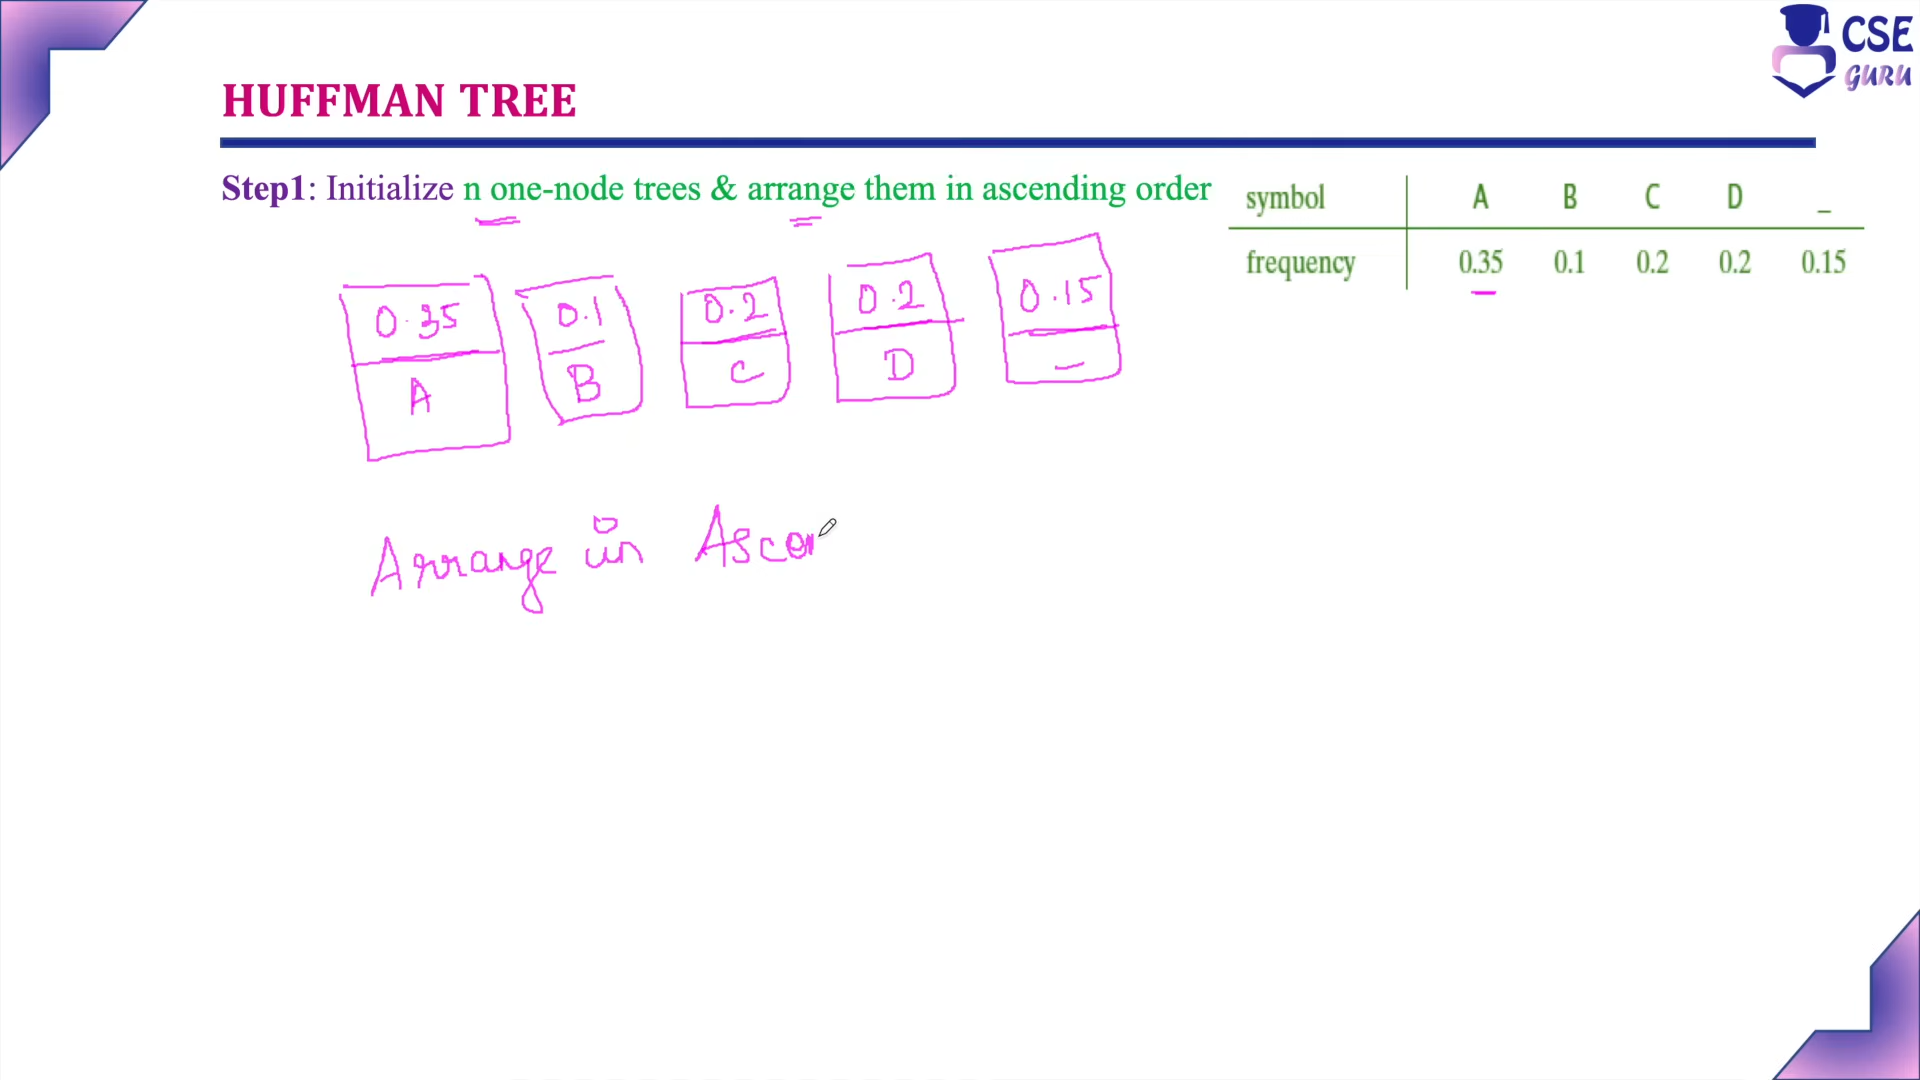 CSE
GURU
HUFFMAN TREE
Step1: Initialize n one-node trees & arrange them in ascending order
symbol A B C D _
frequency 0.35 0.1 0.2 0.2 0.15
0.35 0.1 0.2 0.2 0.15
A B C D _
Arrange in Ascen